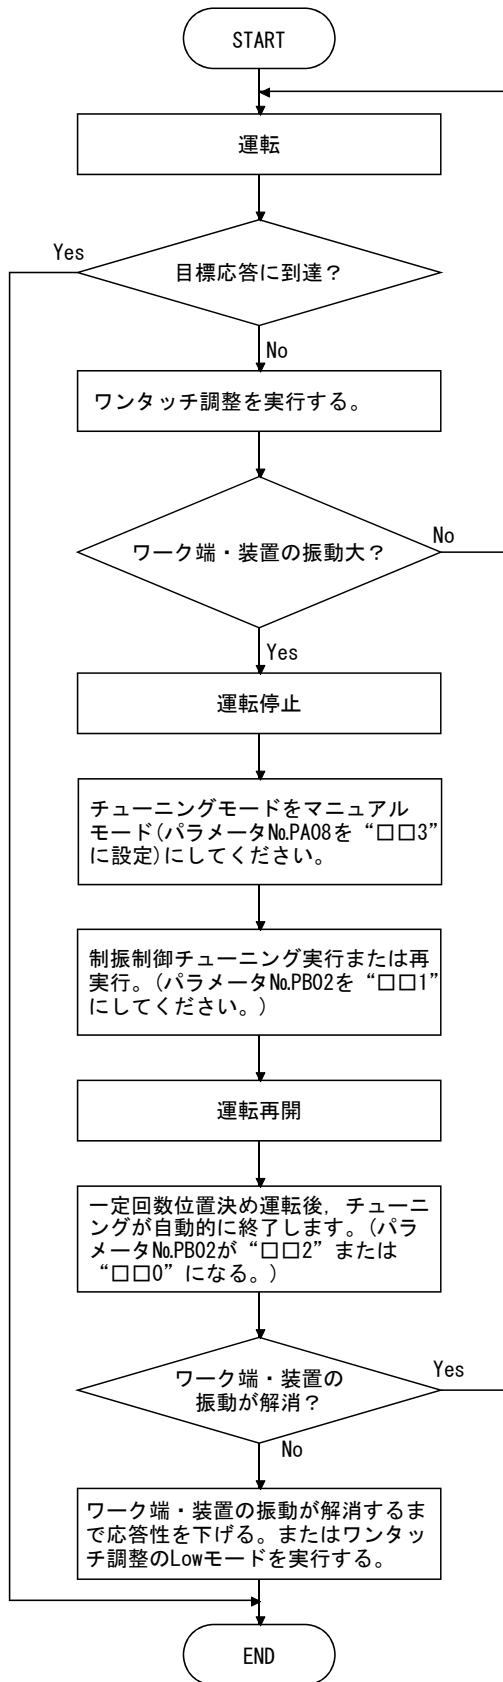 START
運転
Yes
目標応答に到達？
No
ワンタッチ調整を実行する。
ワーク端・装置の振動大？
No
Yes
運転停止
チューニングモードをマニュアル
モード(パラメータ№PA08を“□□3”
に設定)にしてください。
制振制御チューニング実行または再
実行。(パラメータ№PB02を“□□1”
にしてください。)
運転再開
一定回数位置決め運転後，チューニ
ングが自動的に終了します。(パラ
メータ№PB02が“□□2”または
“□□0”になる。)
ワーク端・装置の
振動が解消？
Yes
No
ワーク端・装置の振動が解消するま
で応答性を下げる。またはワンタッ
チ調整のLowモードを実行する。
END